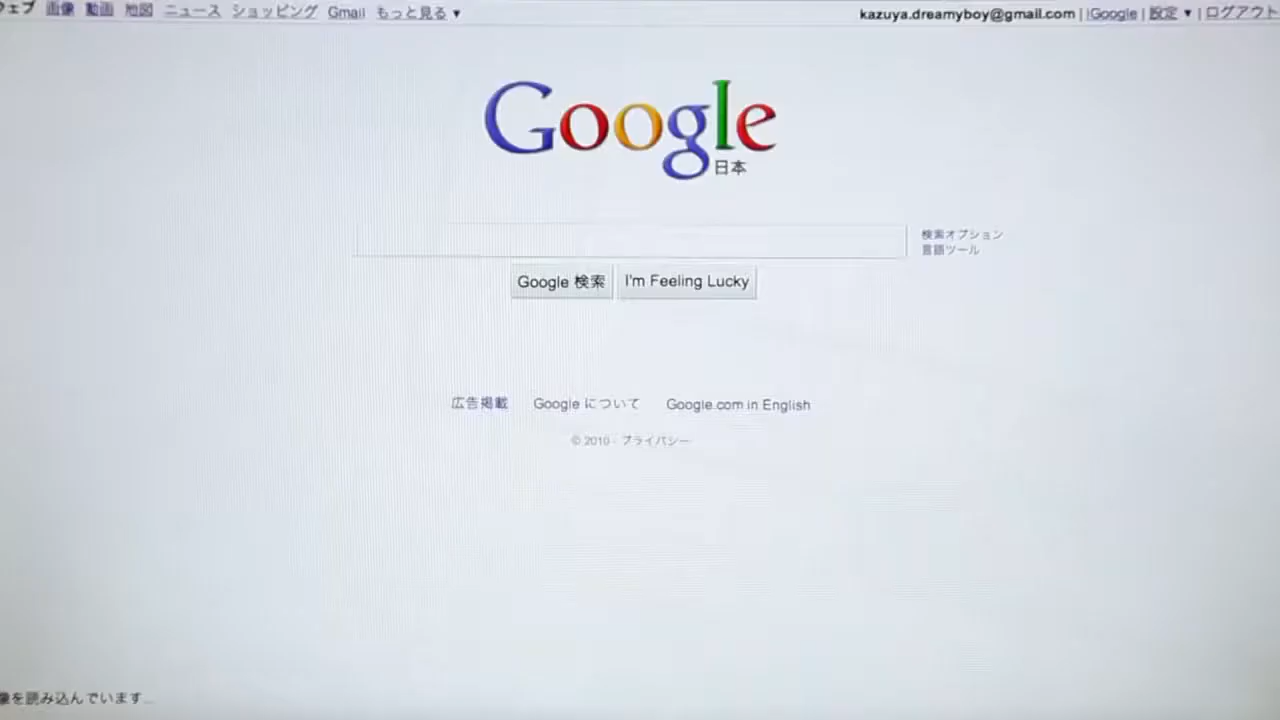 ウェブ 画像 動画 地図 ニュース ショッピング Gmail もっと見る ▼
kazuya.dreamyboy@gmail.com | iGoogle | 設定 ▼ | ログアウト
Google
日本
検索オプション
言語ツール
Google 検索 I'm Feeling Lucky
広告掲載 Google について Google.com in English
© 2010 - プライバシー
像を読み込んでいます...